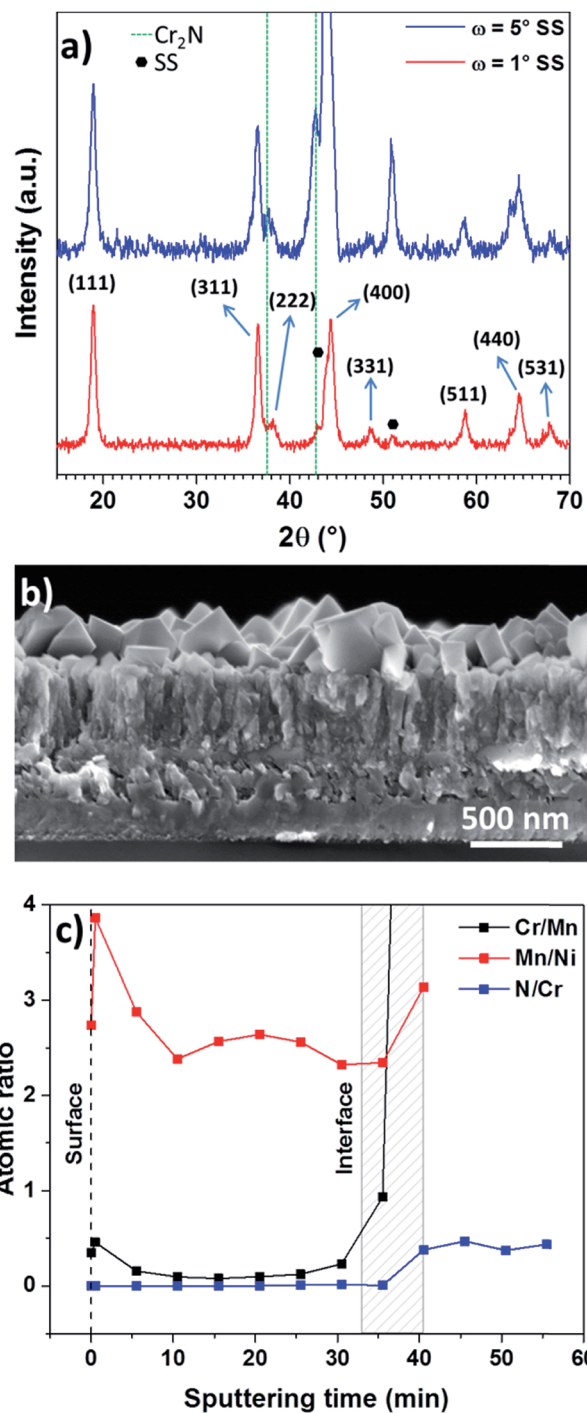 a)
Cr₂N
SS
ω = 5° SS
ω = 1° SS
Intensity (a.u.)
(111)
(311)
(222)
(400)
(331)
(511)
(440)
(531)
20 30 40 50 60 70
2θ (°)
b)
500 nm
c)
Cr/Mn
Mn/Ni
N/Cr
Atomic ratio
4
3
2
1
0
Surface
Interface
0 10 20 30 40 50 60
Sputtering time (min)